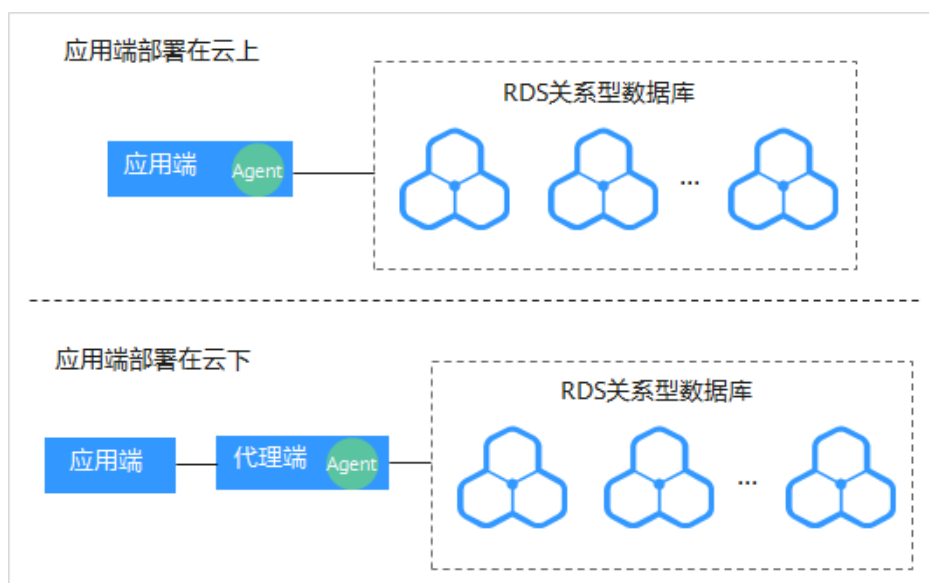 应用端部署在云上
RDS关系型数据库
应用端
Agent
...
应用端部署在云下
RDS关系型数据库
应用端
代理端
Agent
...